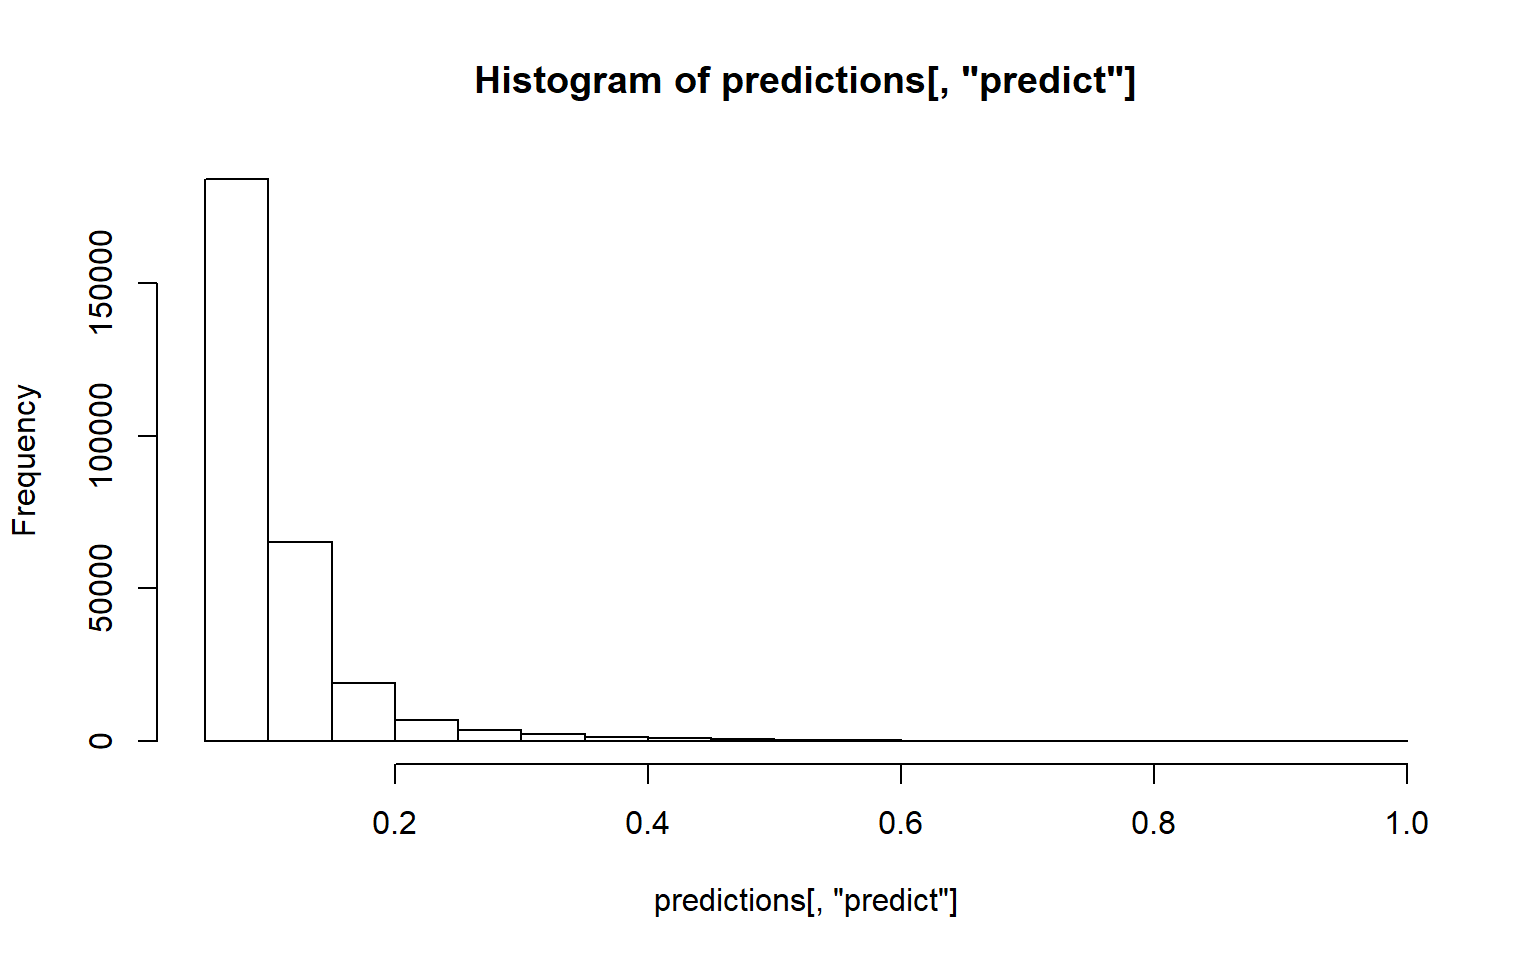 Histogram of predictions[, "predict"]
Frequency
150000
100000
50000
0
0.2 0.4 0.6 0.8 1.0
predictions[, "predict"]